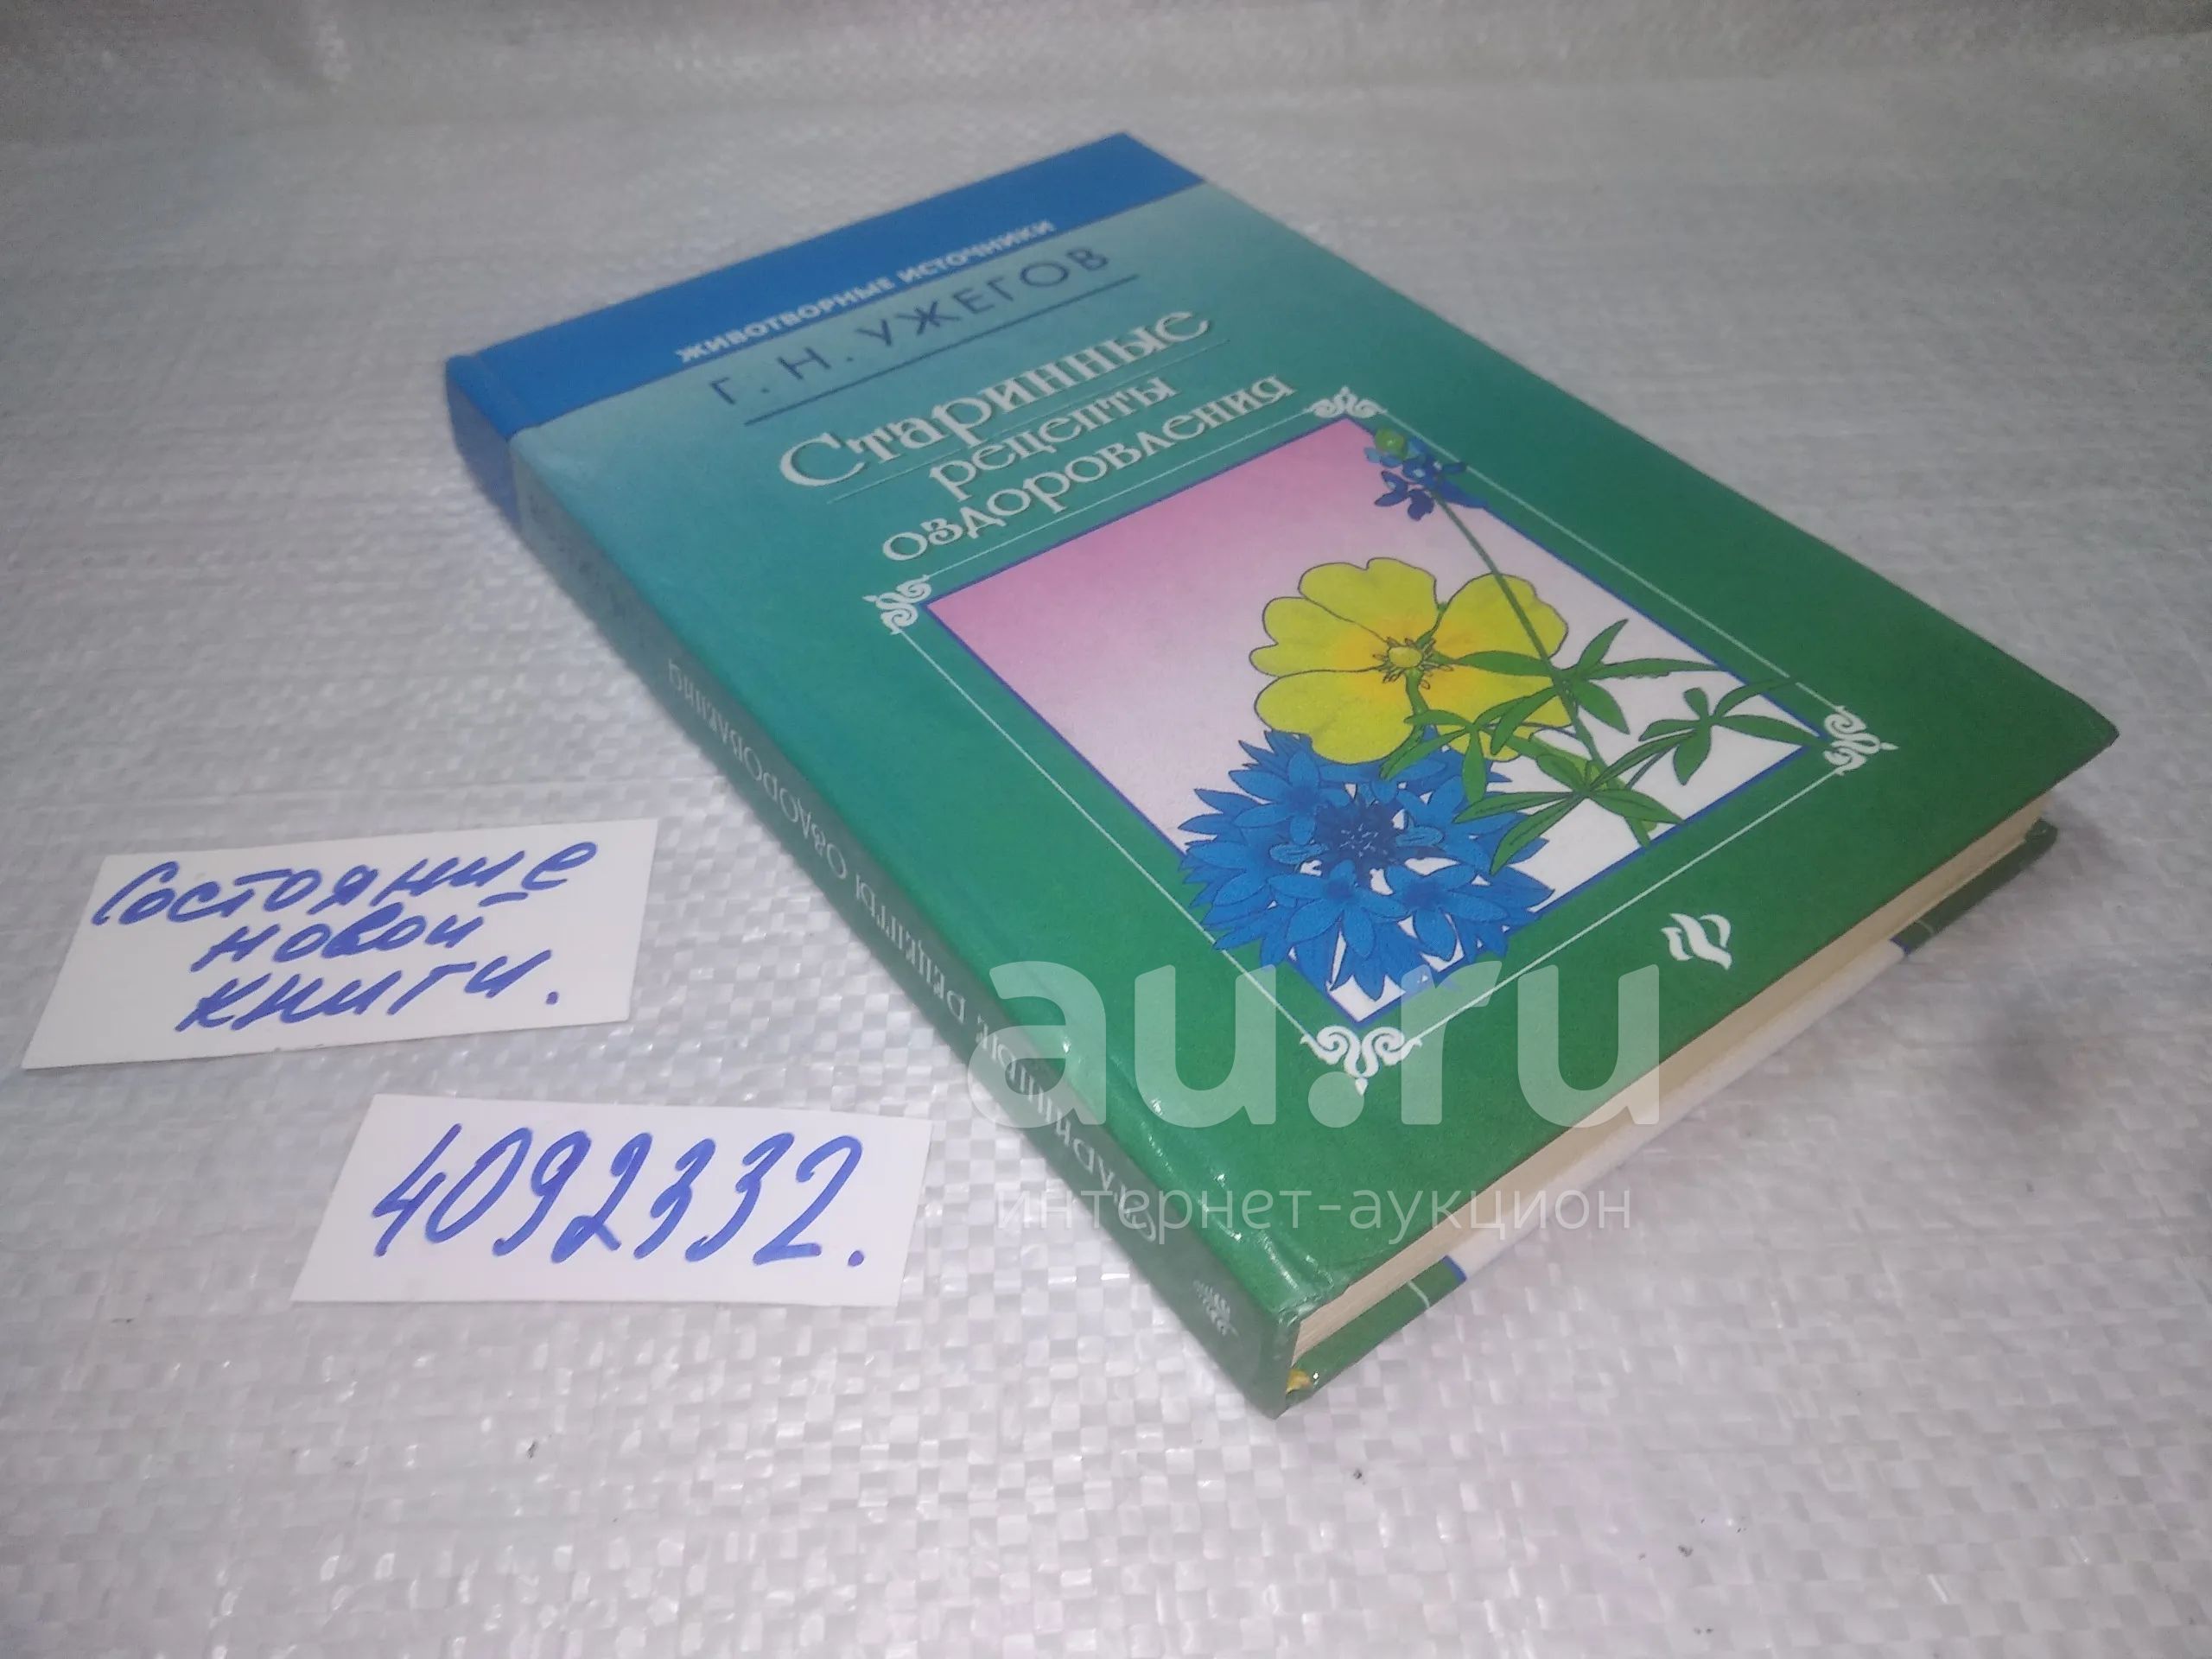 ЖИВОТВОРНЫЕ ИСТОЧНИКИ
Г. Н. УЖЕГОВ
Старинные
рецепты
оздоровления
Старинные рецепты оздоровления
Состояние
новой
книги.
4092332.
au.ru
интернет-аукцион